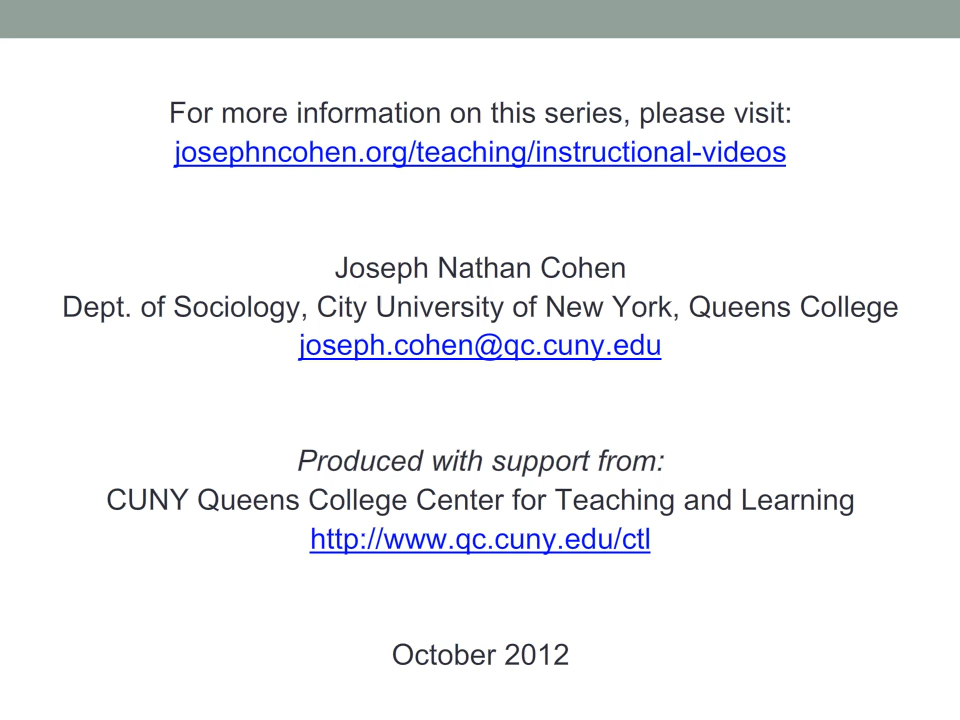 For more information on this series, please visit:
josephncohen.org/teaching/instructional-videos
Joseph Nathan Cohen
Dept. of Sociology, City University of New York, Queens College
joseph.cohen@qc.cuny.edu
Produced with support from:
CUNY Queens College Center for Teaching and Learning
http://www.qc.cuny.edu/ctl
October 2012